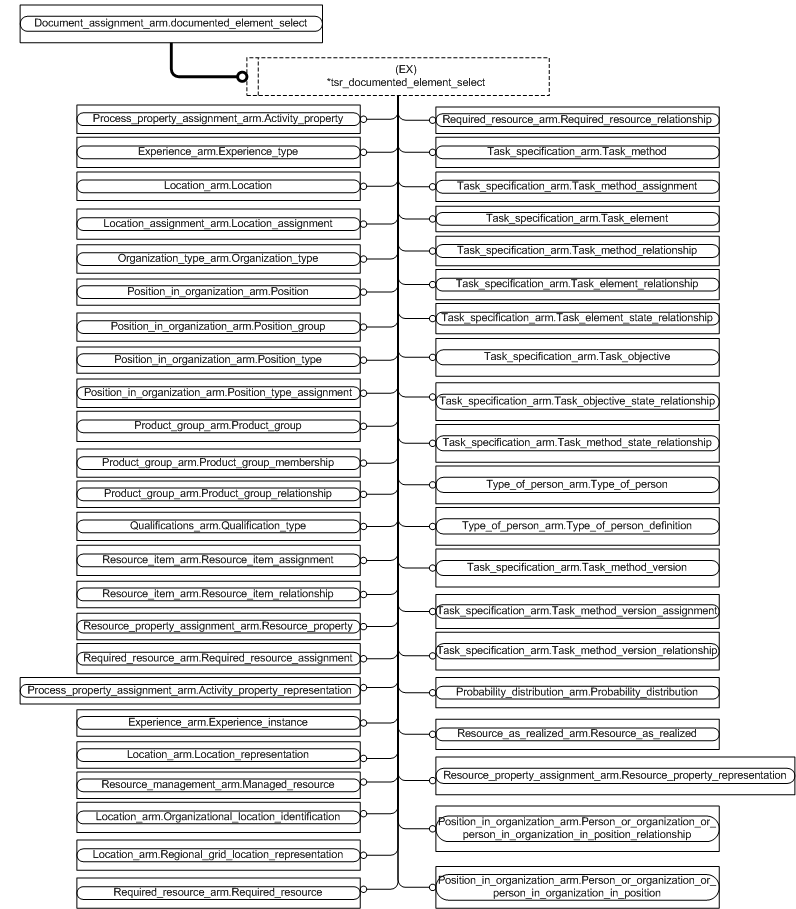 Document_assignment_arm.documented_element_select
(EX)
*tsr_documented_element_select
Process_property_assignment_arm.Activity_property
Experience_arm.Experience_type
Location_arm.Location
Location_assignment_arm.Location_assignment
Organization_type_arm.Organization_type
Position_in_organization_arm.Position
Position_in_organization_arm.Position_group
Position_in_organization_arm.Position_type
Position_in_organization_arm.Position_type_assignment
Product_group_arm.Product_group
Product_group_arm.Product_group_membership
Product_group_arm.Product_group_relationship
Qualifications_arm.Qualification_type
Resource_item_arm.Resource_item_assignment
Resource_item_arm.Resource_item_relationship
Resource_property_assignment_arm.Resource_property
Required_resource_arm.Required_resource_assignment
Process_property_assignment_arm.Activity_property_representation
Experience_arm.Experience_instance
Location_arm.Location_representation
Resource_management_arm.Managed_resource
Location_arm.Organizational_location_identification
Location_arm.Regional_grid_location_representation
Required_resource_arm.Required_resource
Required_resource_arm.Required_resource_relationship
Task_specification_arm.Task_method
Task_specification_arm.Task_method_assignment
Task_specification_arm.Task_element
Task_specification_arm.Task_method_relationship
Task_specification_arm.Task_element_relationship
Task_specification_arm.Task_element_state_relationship
Task_specification_arm.Task_objective
Task_specification_arm.Task_objective_state_relationship
Task_specification_arm.Task_method_state_relationship
Type_of_person_arm.Type_of_person
Type_of_person_arm.Type_of_person_definition
Task_specification_arm.Task_method_version
Task_specification_arm.Task_method_version_assignment
Task_specification_arm.Task_method_version_relationship
Probability_distribution_arm.Probability_distribution
Resource_as_realized_arm.Resource_as_realized
Resource_property_assignment_arm.Resource_property_representation
Position_in_organization_arm.Person_or_organization_or_
person_in_organization_in_position_relationship
Position_in_organization_arm.Person_or_organization_or_
person_in_organization_in_position